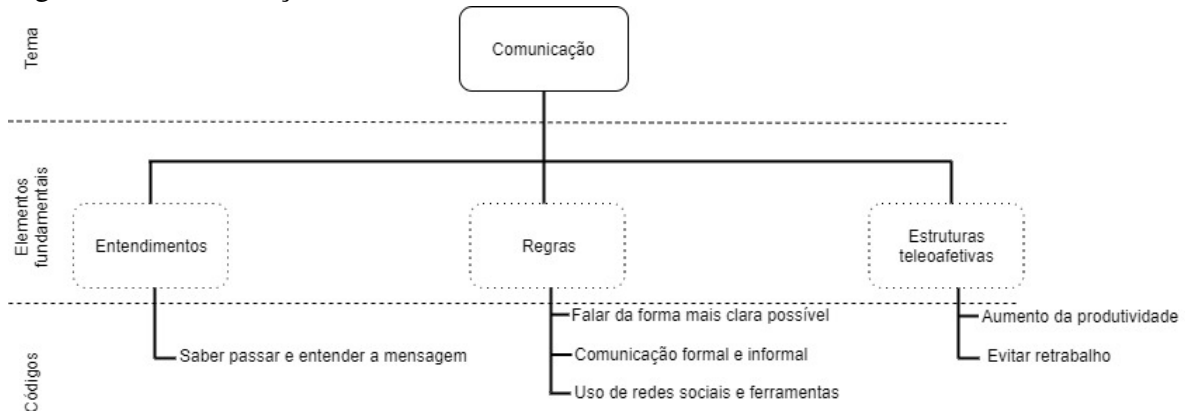 Tema
Comunicação
Elementos
fundamentais
Entendimentos
Regras
Estruturas
teleoafetivas
Códigos
Saber passar e entender a mensagem
Falar da forma mais clara possível
Comunicação formal e informal
Uso de redes sociais e ferramentas
Aumento da produtividade
Evitar retrabalho